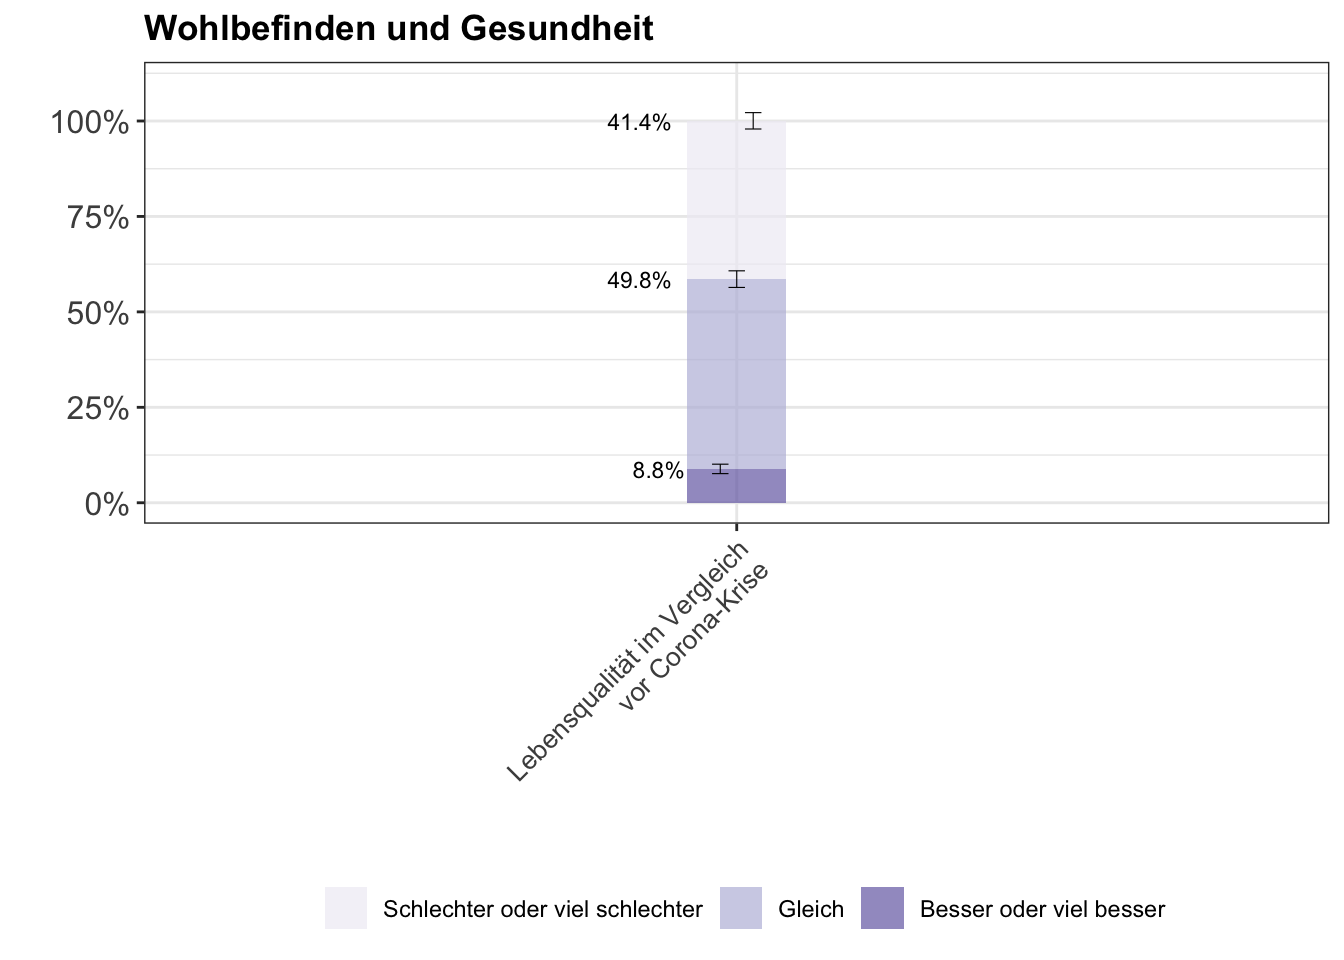 Wohlbefinden und Gesundheit
100%
75%
50%
25%
0%
41.4%
49.8%
8.8%
Lebensqualität im Vergleich
vor Corona-Krise
Schlechter oder viel schlechter
Gleich
Besser oder viel besser